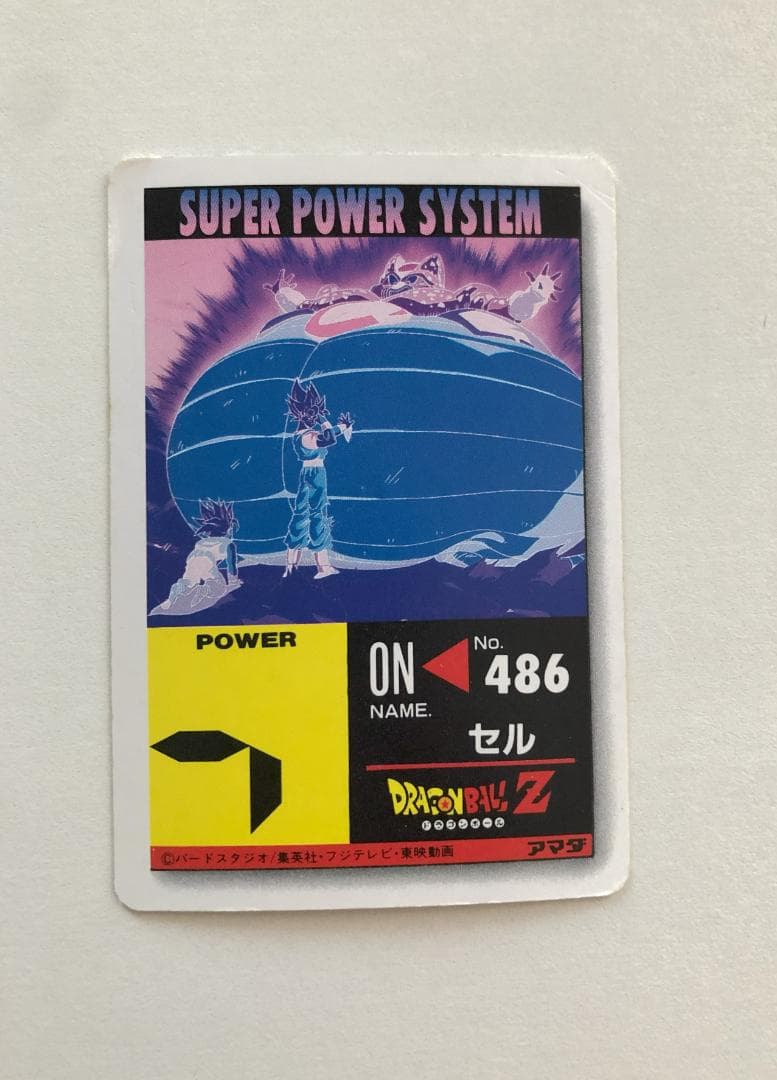 SUPER POWER SYSTEM
POWER
ON
No.
486
NAME.
セル
DRAGON BALL Z
ドラゴンボール
©バードスタジオ/集英社・フジテレビ・東映動画
アマダ